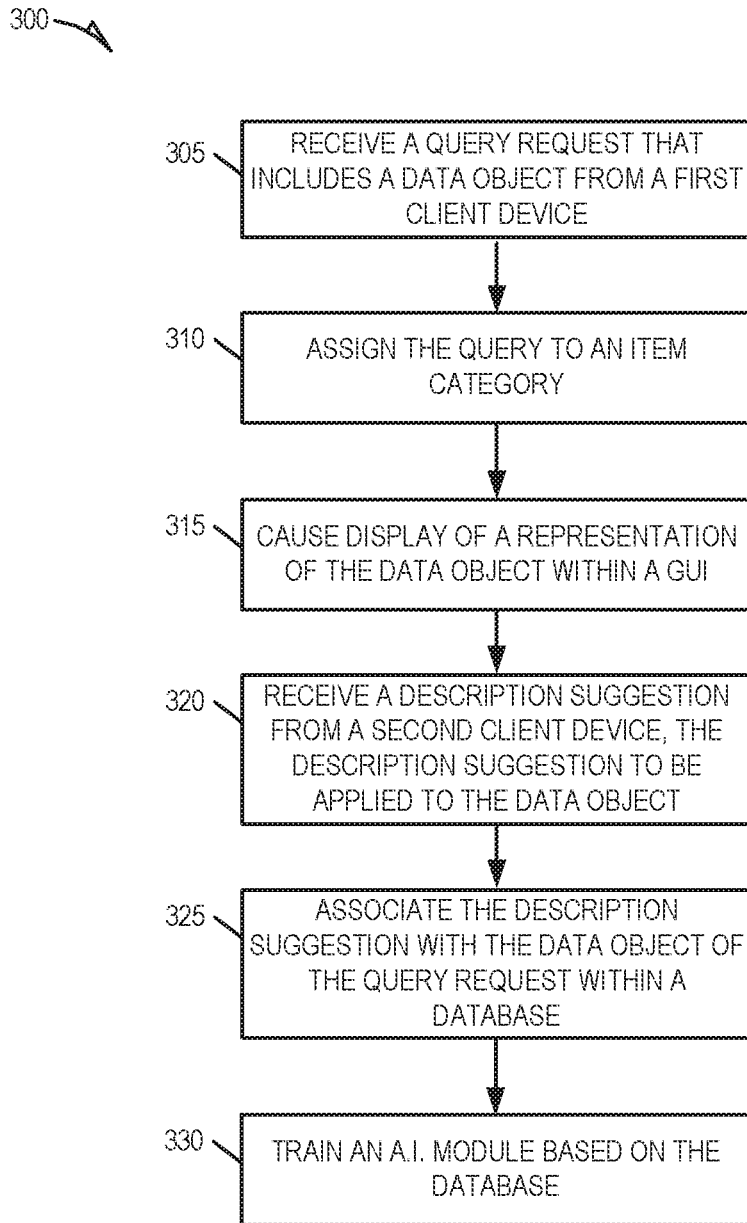 300
305
RECEIVE A QUERY REQUEST THAT
INCLUDES A DATA OBJECT FROM A FIRST
CLIENT DEVICE
310
ASSIGN THE QUERY TO AN ITEM
CATEGORY
315
CAUSE DISPLAY OF A REPRESENTATION
OF THE DATA OBJECT WITHIN A GUI
320
RECEIVE A DESCRIPTION SUGGESTION
FROM A SECOND CLIENT DEVICE, THE
DESCRIPTION SUGGESTION TO BE
APPLIED TO THE DATA OBJECT
325
ASSOCIATE THE DESCRIPTION
SUGGESTION WITH THE DATA OBJECT OF
THE QUERY REQUEST WITHIN A
DATABASE
330
TRAIN AN A.I. MODULE BASED ON THE
DATABASE